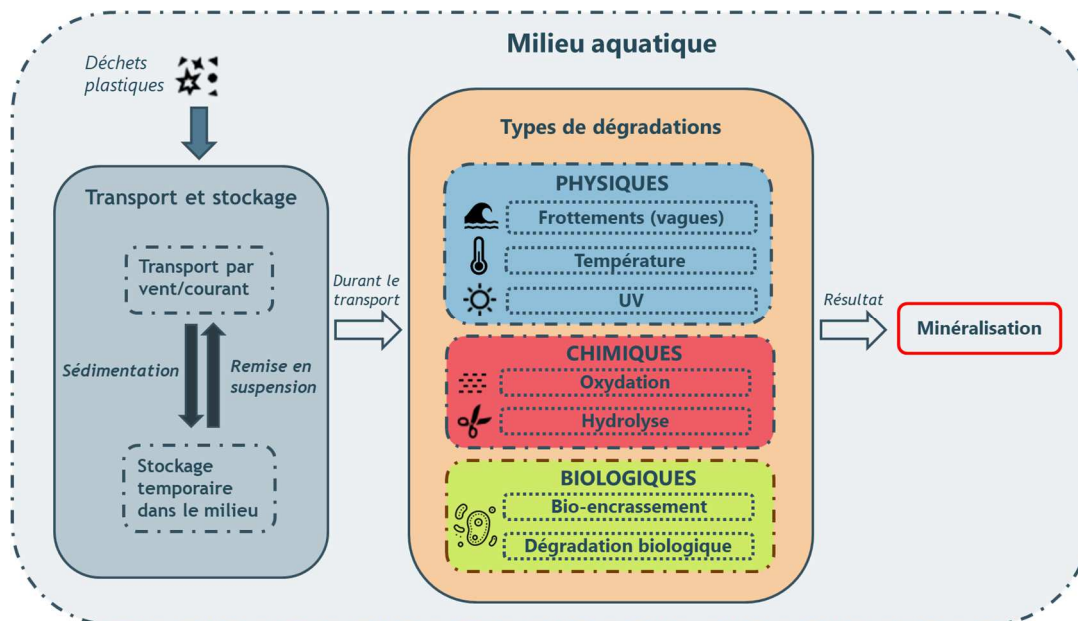 Milieu aquatique
Déchets
plastiques
Transport et stockage
Transport par
vent/courant
Sédimentation
Remise en
suspension
Stockage
temporaire
dans le milieu
Durant le
transport
Types de dégradations
PHYSIQUES
Frottements (vagues)
Température
UV
CHIMIQUES
Oxydation
Hydrolyse
BIOLOGIQUES
Bio-encrassement
Dégradation biologique
Résultat
Minéralisation